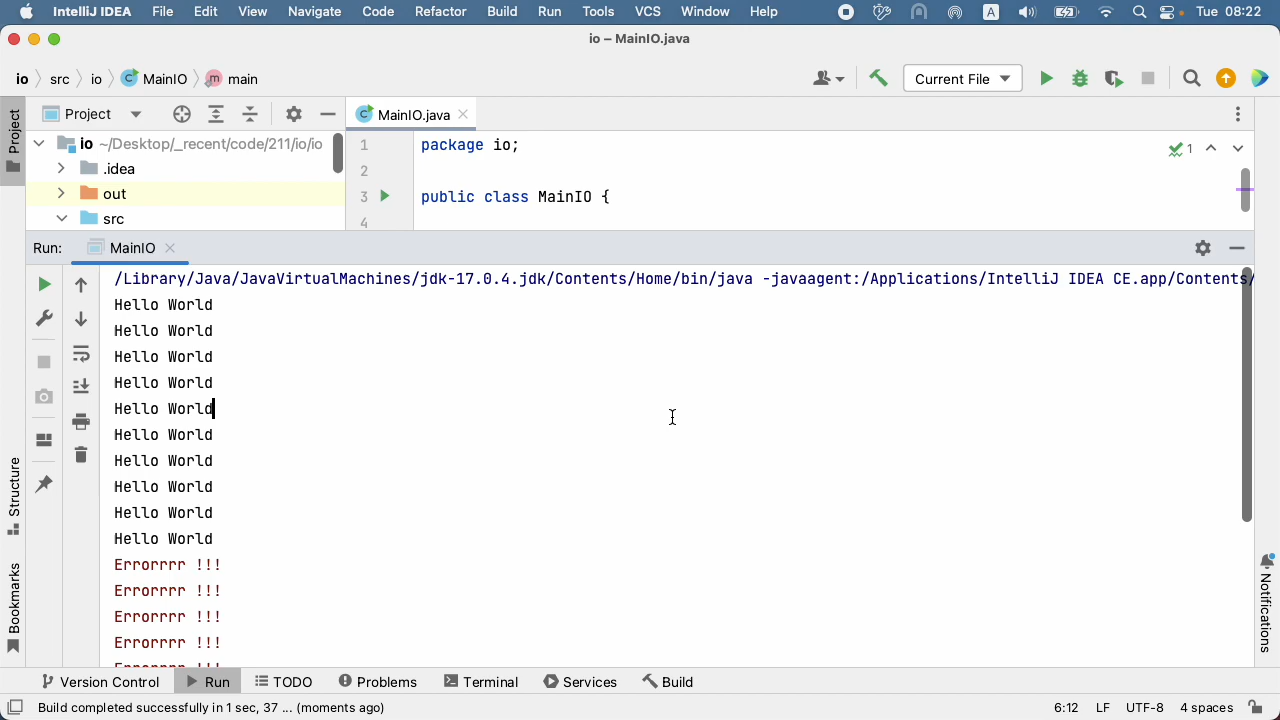 IntelliJ IDEA File Edit View Navigate Code Refactor Build Run Tools VCS Window Help A Tue 08:22
io – MainIO.java
io src io MainIO main Current File
Project MainIO.java
Project
io ~/Desktop/_recent/code/211/io/io
.idea
out
src
1 package io;
2
3 public class MainIO {
4
1
Run: MainIO
/Library/Java/JavaVirtualMachines/jdk-17.0.4.jdk/Contents/Home/bin/java -javaagent:/Applications/IntelliJ IDEA CE.app/Contents/
Hello World
Hello World
Hello World
Hello World
Hello World
Hello World
Hello World
Hello World
Hello World
Hello World
Errorrrr !!!
Errorrrr !!!
Errorrrr !!!
Errorrrr !!!
Errorrrr !!!
Structure
Bookmarks
Notifications
Version Control Run TODO Problems Terminal Services Build
Build completed successfully in 1 sec, 37 ... (moments ago) 6:12 LF UTF-8 4 spaces